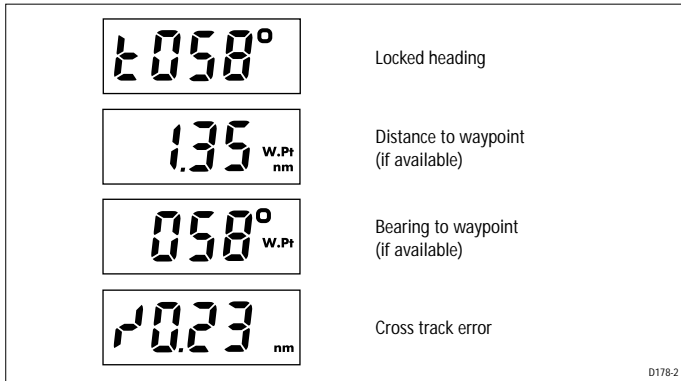 t058°
Locked heading
1.35 W.Pt nm
Distance to waypoint
(if available)
058° W.Pt
Bearing to waypoint
(if available)
0.23 nm
Cross track error
D178-2